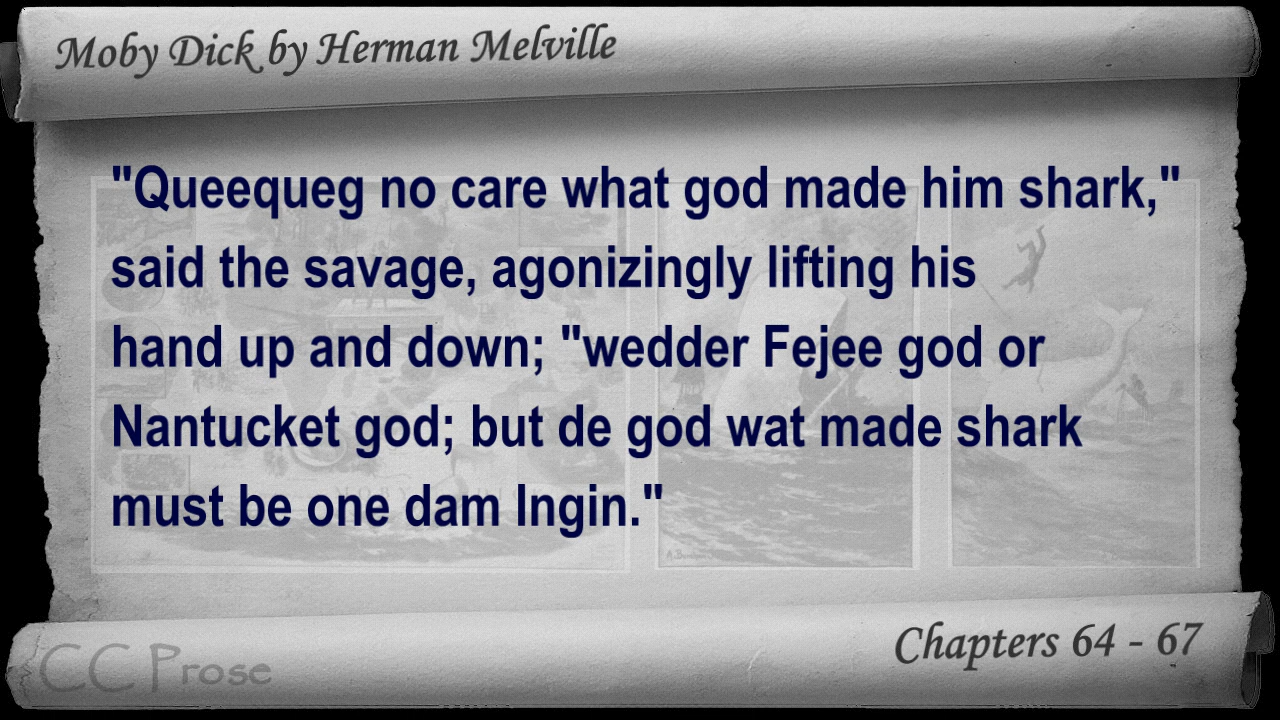 Moby Dick by Herman Melville
"Queequeg no care what god made him shark,"
said the savage, agonizingly lifting his
hand up and down; "wedder Fejee god or
Nantucket god; but de god wat made shark
must be one dam Ingin."
Chapters 64 - 67
CC Prose